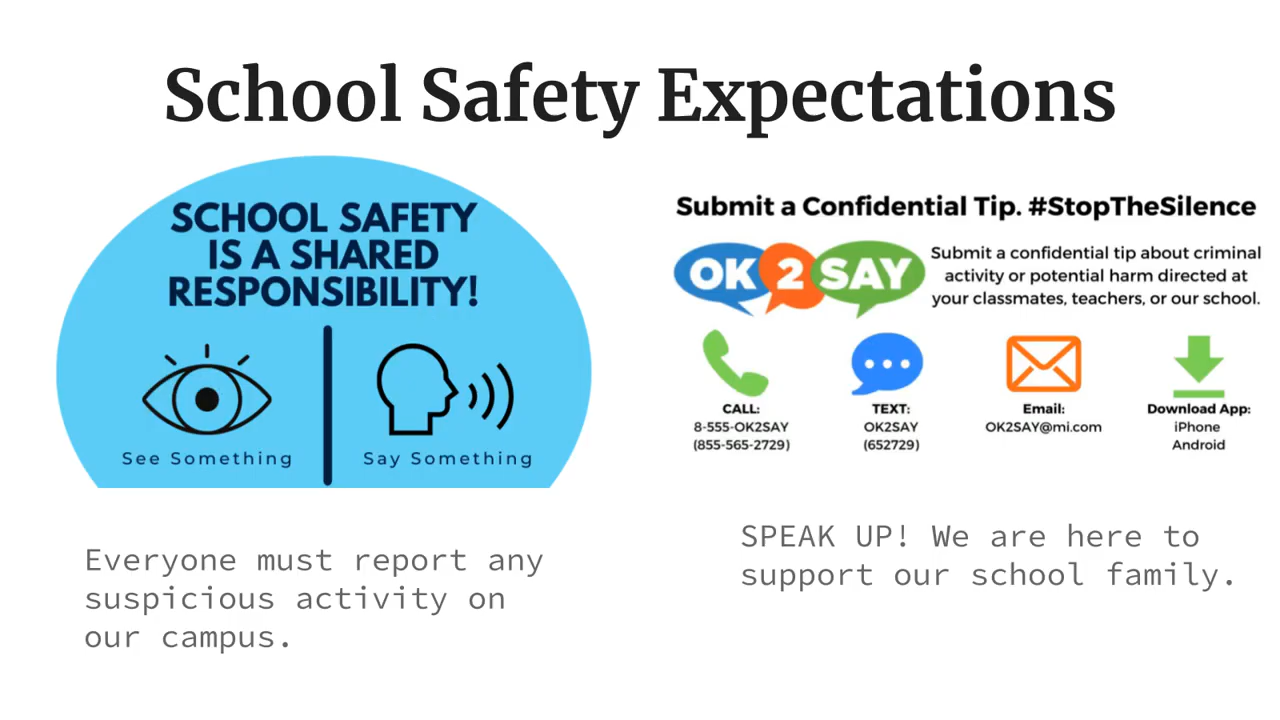 School Safety Expectations
SCHOOL SAFETY
IS A SHARED
RESPONSIBILITY!
See Something
Say Something
Everyone must report any
suspicious activity on
our campus.
Submit a Confidential Tip. #StopTheSilence
OK2SAY
Submit a confidential tip about criminal
activity or potential harm directed at
your classmates, teachers, or our school.
CALL:
8-555-OK2SAY
(855-565-2729)
TEXT:
OK2SAY
(652729)
Email:
OK2SAY@mi.com
Download App:
iPhone
Android
SPEAK UP! We are here to
support our school family.